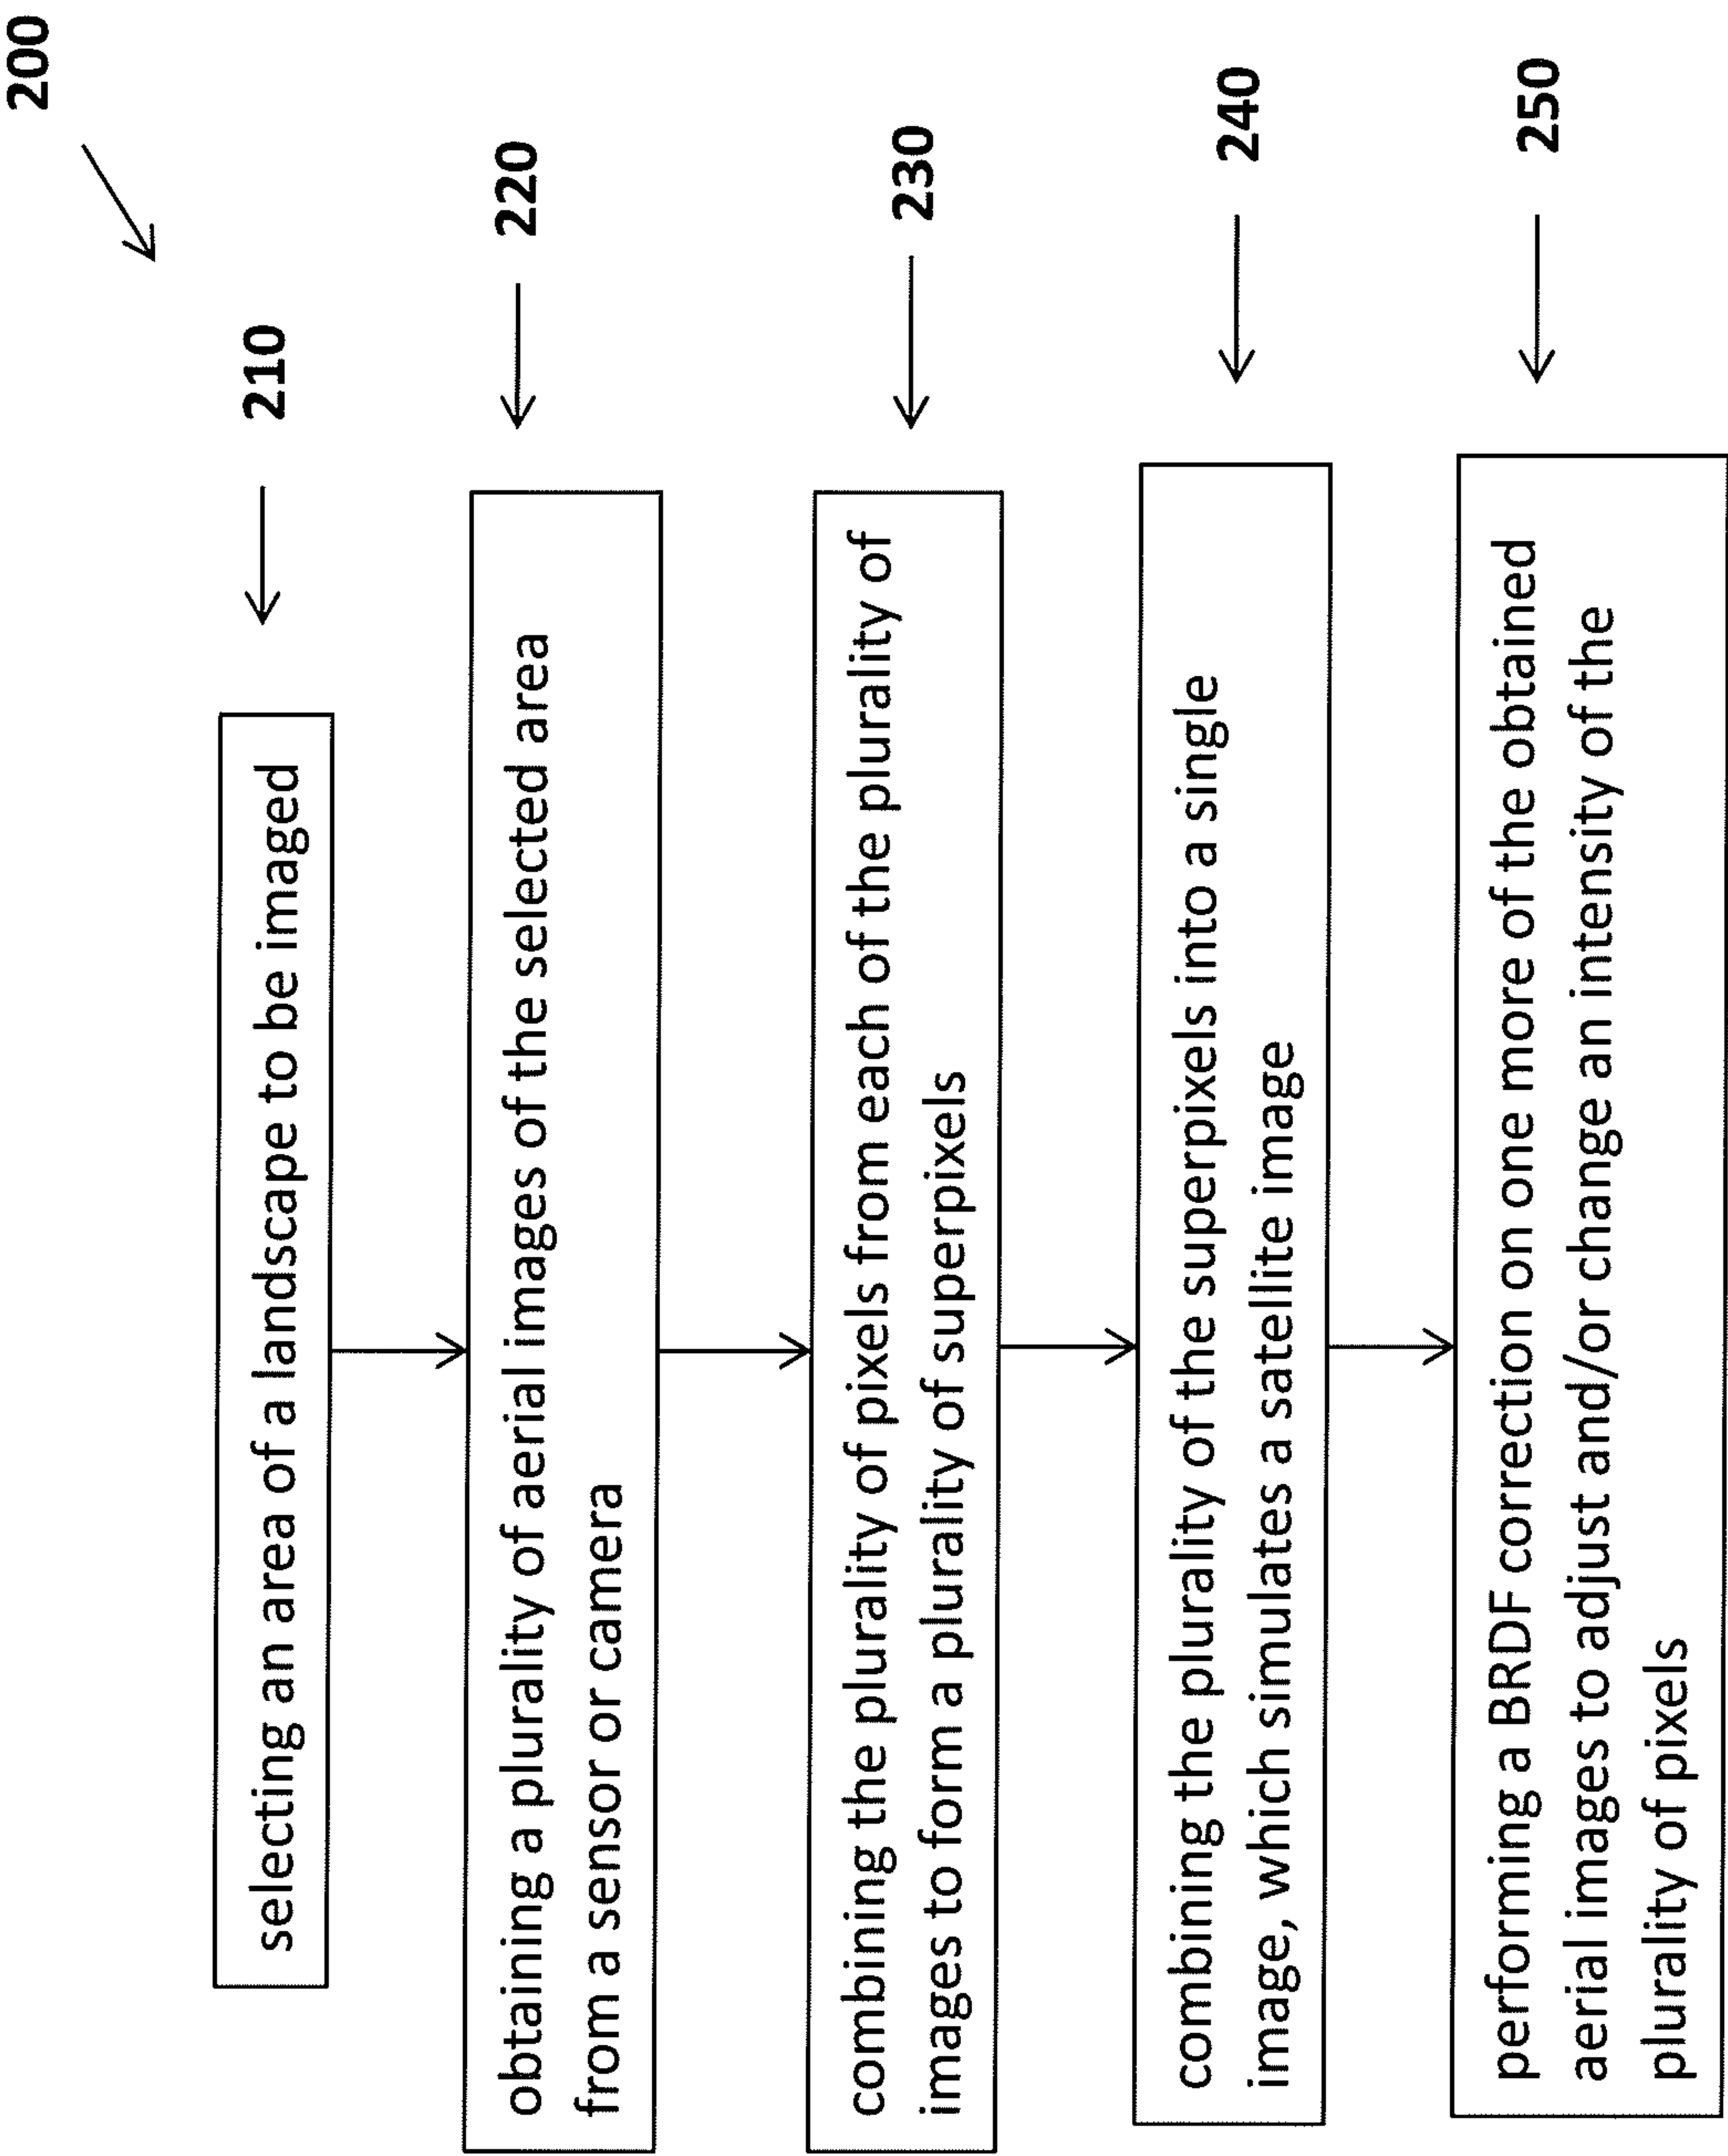 200
selecting an area of a landscape to be imaged
210
obtaining a plurality of aerial images of the selected area
from a sensor or camera
220
combining the plurality of pixels from each of the plurality of
images to form a plurality of superpixels
230
combining the plurality of the superpixels into a single
image, which simulates a satellite image
240
performing a BRDF correction on one more of the obtained
aerial images to adjust and/or change an intensity of the
plurality of pixels
250